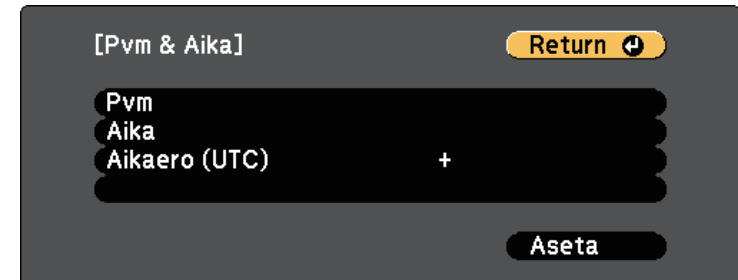 [Pvm & Aika]
Return
Pvm
Aika
Aikaero (UTC) +
Aseta